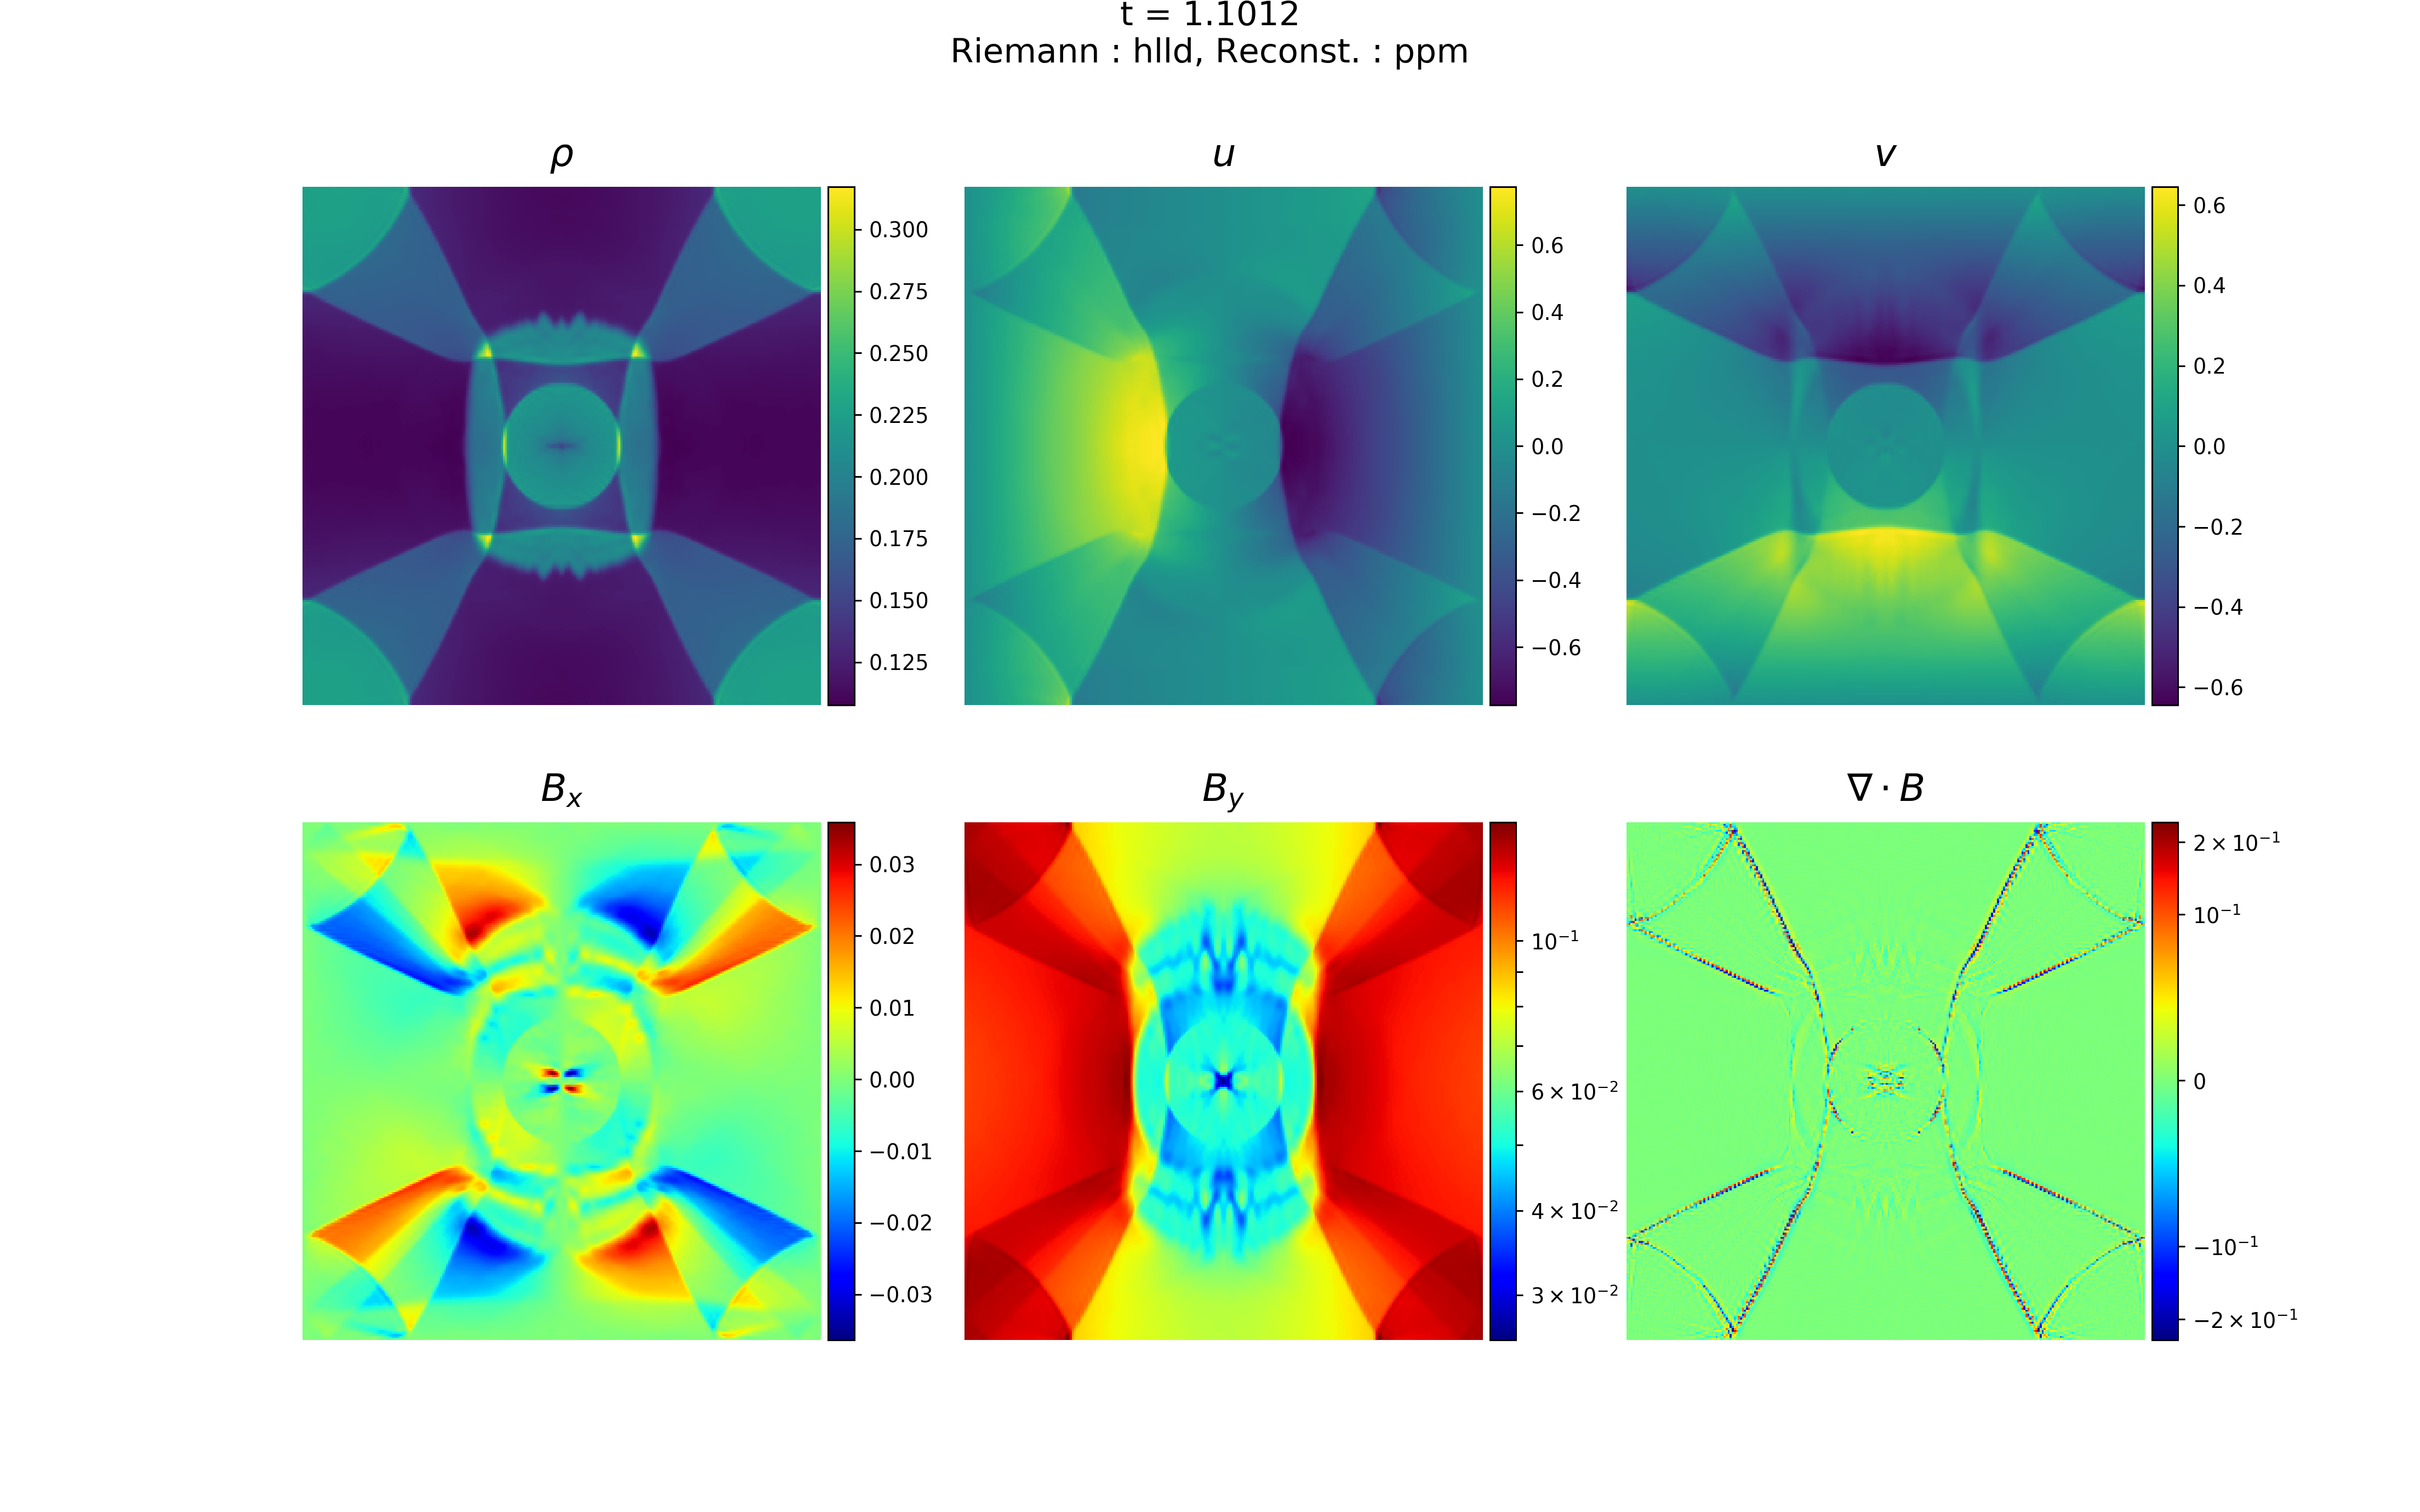 t = 1.1012
Riemann : hlld, Reconst. : ppm
ρ
0.300
0.275
0.250
0.225
0.200
0.175
0.150
0.125
u
0.6
0.4
0.2
0.0
−0.2
−0.4
−0.6
v
0.6
0.4
0.2
0.0
−0.2
−0.4
−0.6
Bₓ
0.03
0.02
0.01
0.00
−0.01
−0.02
−0.03
B_y
10⁻¹
6 × 10⁻²
4 × 10⁻²
3 × 10⁻²
∇ · B
2 × 10⁻¹
10⁻¹
0
−10⁻¹
−2 × 10⁻¹